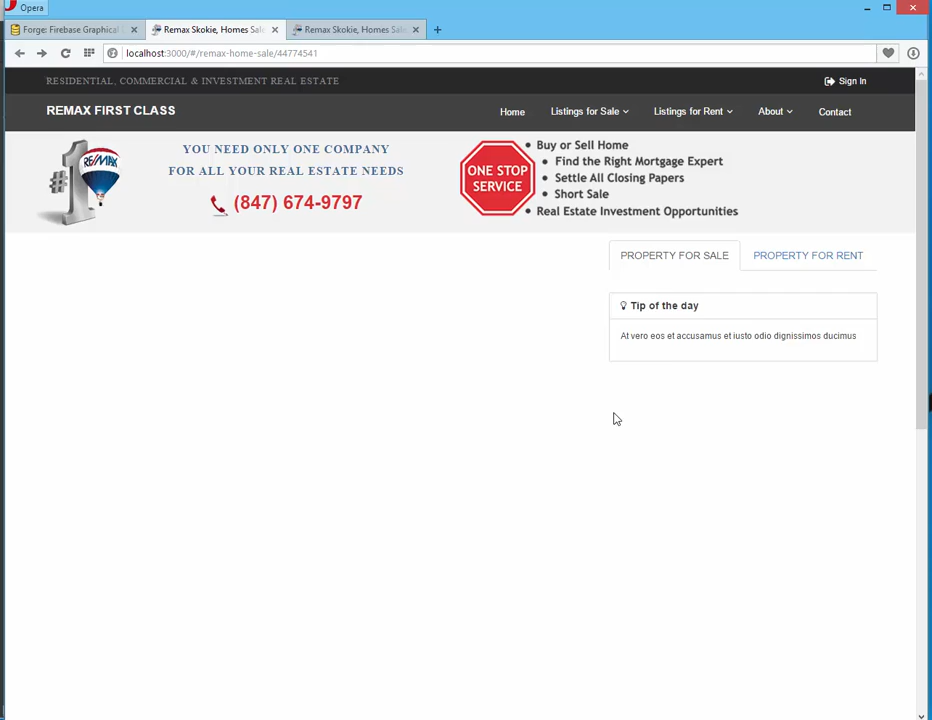 Opera
Forge: Firebase Graphical
Remax Skokie, Homes Sal
Remax Skokie, Homes Sal
localhost:3000/#/remax-home-sale/44774541
RESIDENTIAL, COMMERCIAL & INVESTMENT REAL ESTATE
Sign In
REMAX FIRST CLASS
Home
Listings for Sale
Listings for Rent
About
Contact
#1
RE/MAX
YOU NEED ONLY ONE COMPANY
FOR ALL YOUR REAL ESTATE NEEDS
(847) 674-9797
ONE STOP
SERVICE
• Buy or Sell Home
• Find the Right Mortgage Expert
• Settle All Closing Papers
• Short Sale
• Real Estate Investment Opportunities
PROPERTY FOR SALE
PROPERTY FOR RENT
Tip of the day
At vero eos et accusamus et iusto odio dignissimos ducimus